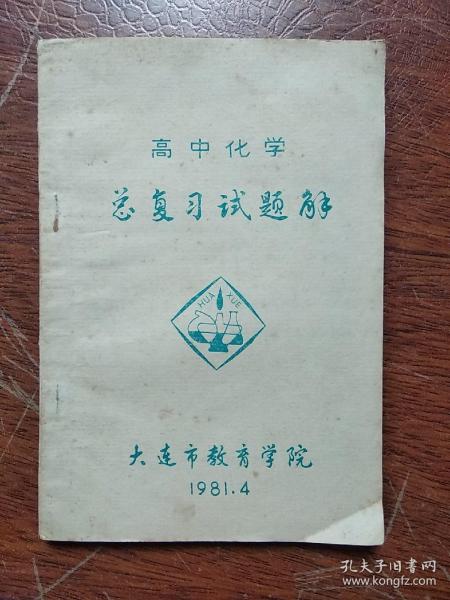 高中化学
总复习试题解
HUA XUE
大连市教育学院
1981.4
孔夫子旧书网
www.kongfz.com